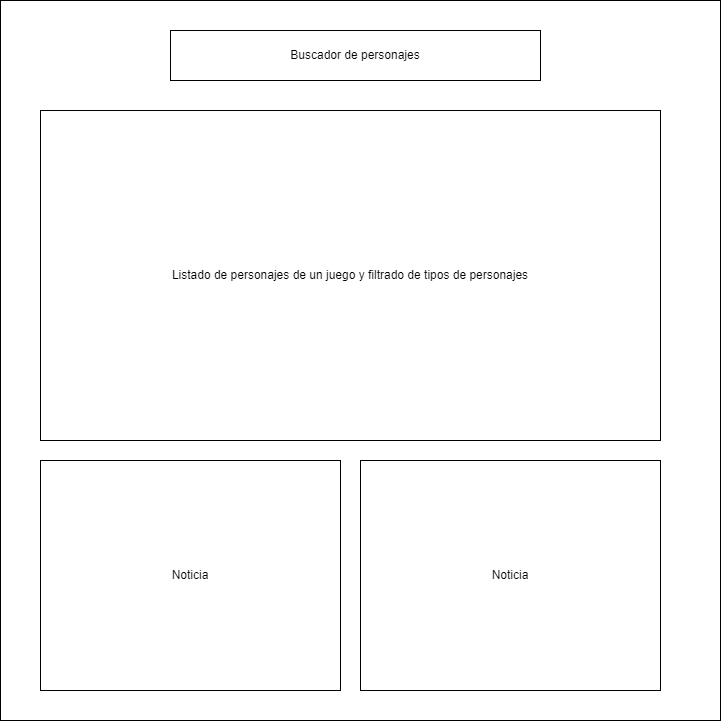 Buscador de personajes
Listado de personajes de un juego y filtrado de tipos de personajes
Noticia
Noticia